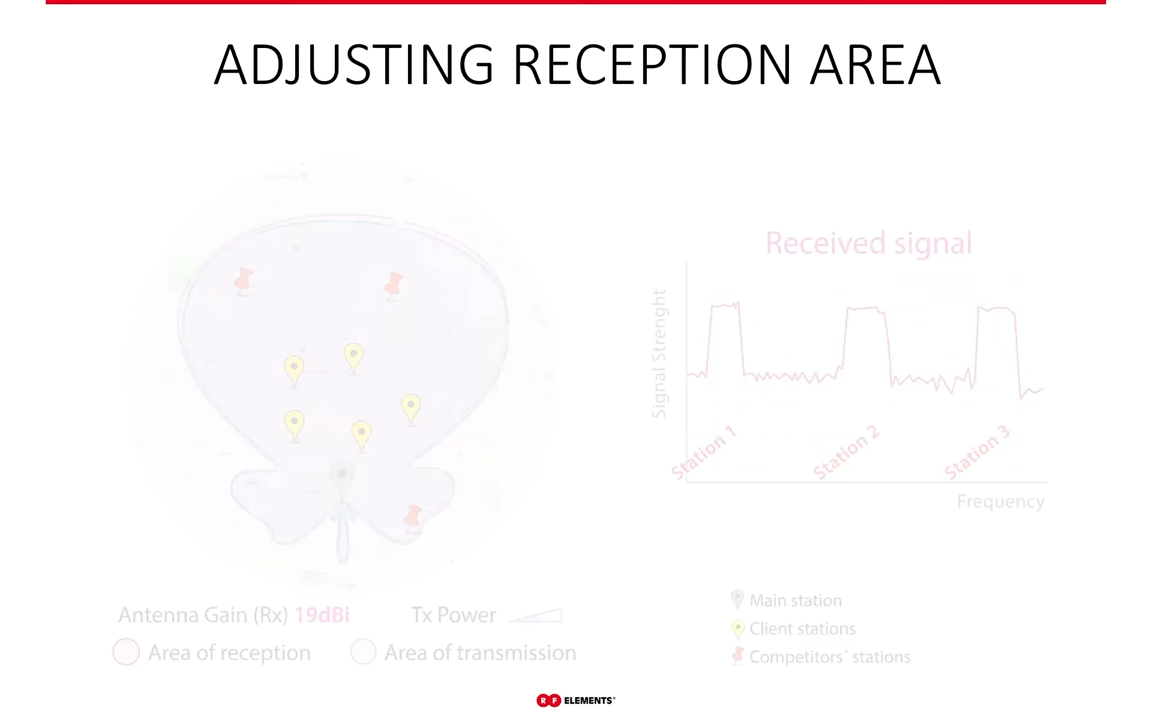 ADJUSTING RECEPTION AREA
Received signal
Signal Strenght
Station 1
Station 2
Station 3
Frequency
Antenna Gain (Rx) 19dBi
Tx Power
Area of reception
Area of transmission
Main station
Client stations
Competitors´ stations
RF ELEMENTS